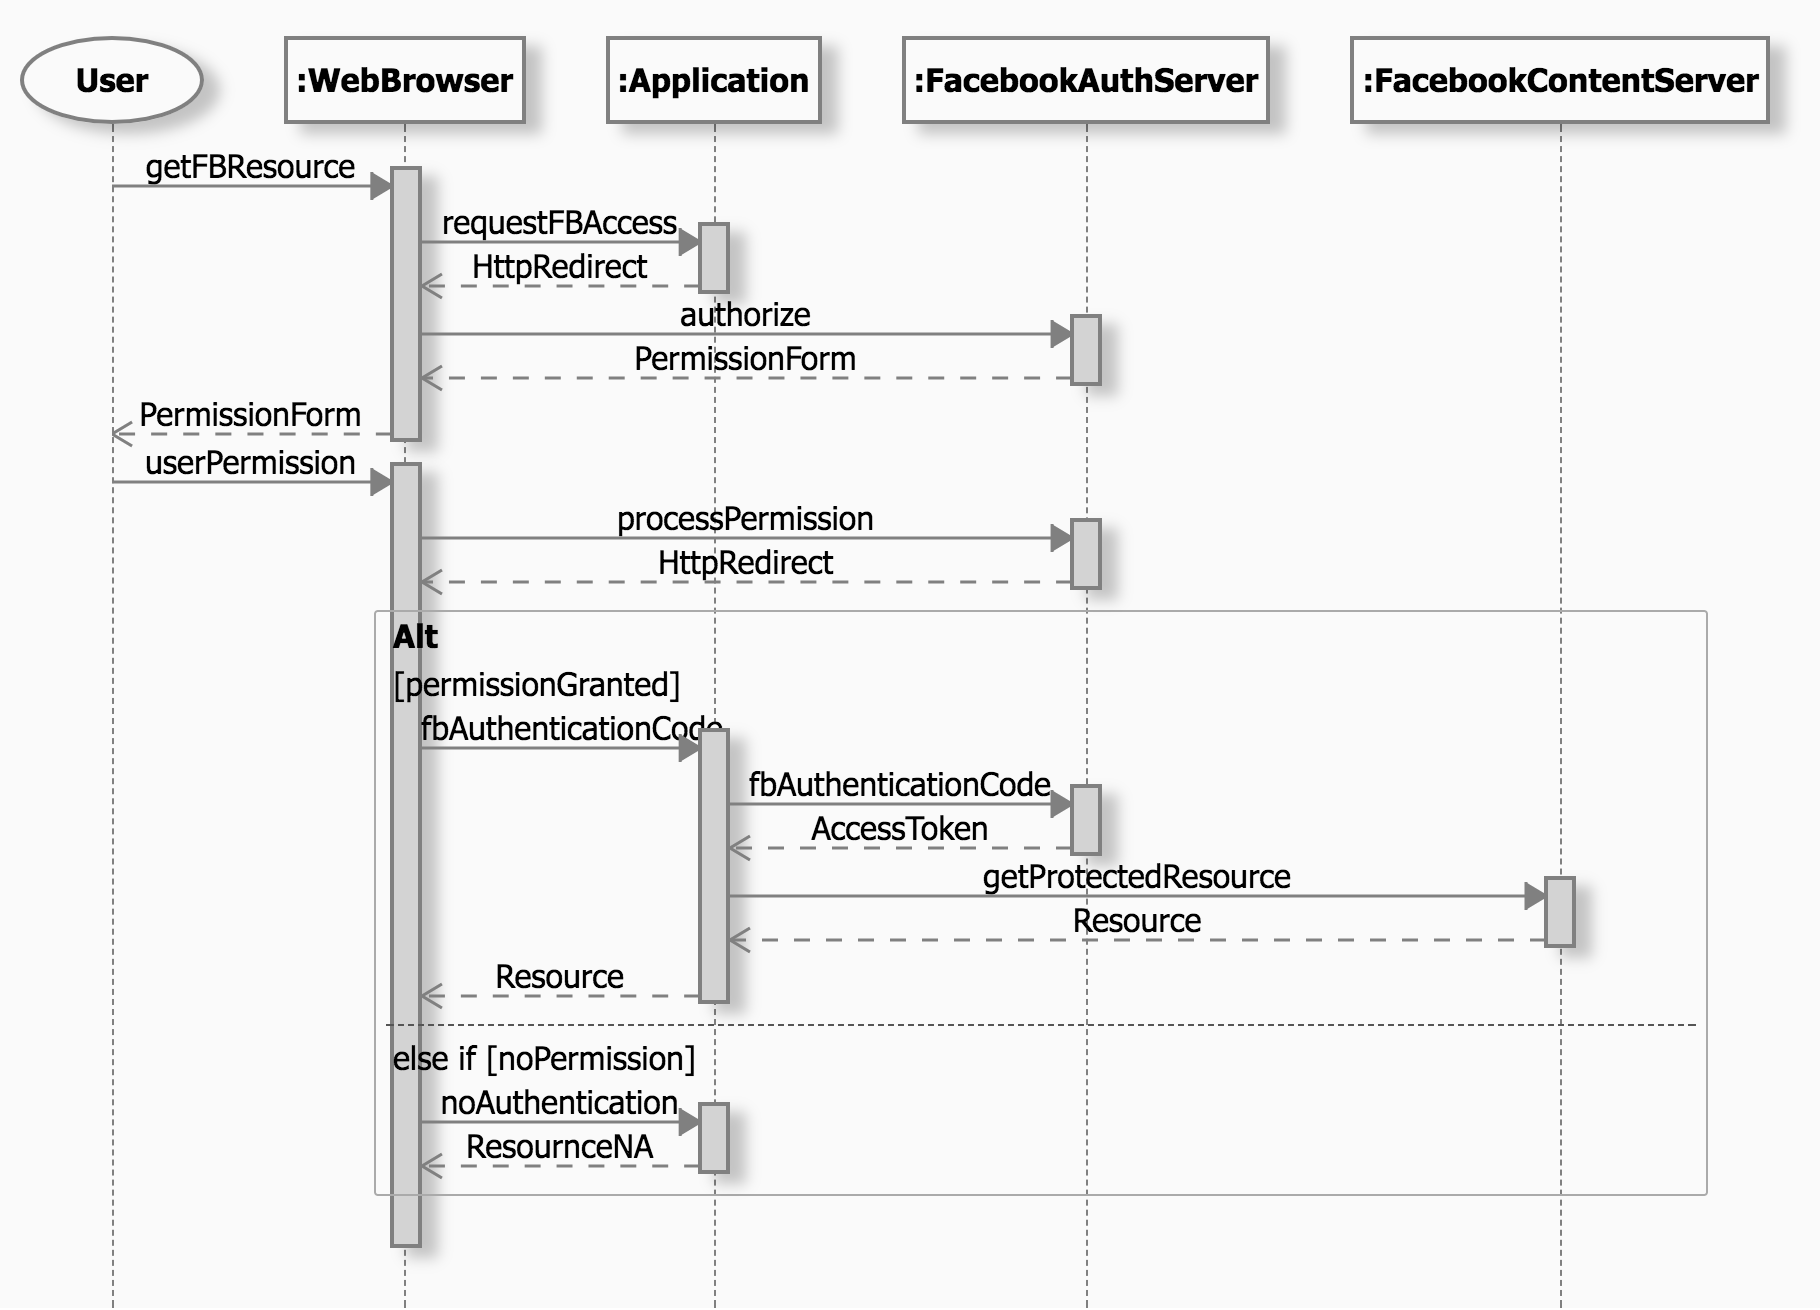 User
:WebBrowser
:Application
:FacebookAuthServer
:FacebookContentServer
getFBResource
requestFBAccess
HttpRedirect
authorize
PermissionForm
PermissionForm
userPermission
processPermission
HttpRedirect
Alt
[permissionGranted]
fbAuthenticationCode
fbAuthenticationCode
AccessToken
getProtectedResource
Resource
Resource
else if [noPermission]
noAuthentication
ResournceNA